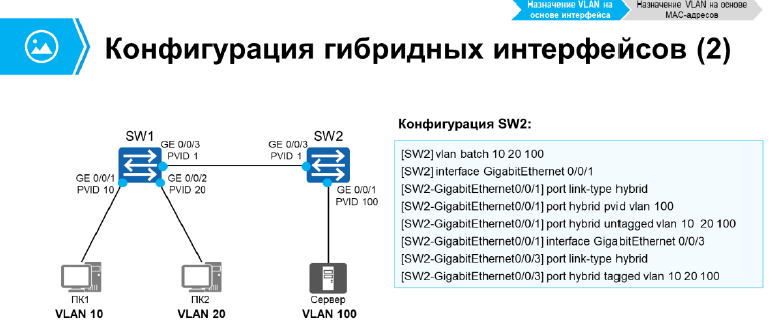 Назначение VLAN на
основе интерфейса
Назначение VLAN на основе
MAC-адресов
Конфигурация гибридных интерфейсов (2)
SW1
SW2
GE 0/0/3
PVID 1
GE 0/0/3
PVID 1
GE 0/0/1
PVID 10
GE 0/0/2
PVID 20
GE 0/0/1
PVID 100
ПК1
VLAN 10
ПК2
VLAN 20
Сервер
VLAN 100
Конфигурация SW2:
[SW2] vlan batch 10 20 100
[SW2] interface GigabitEthernet 0/0/1
[SW2-GigabitEthernet0/0/1] port link-type hybrid
[SW2-GigabitEthernet0/0/1] port hybrid pvid vlan 100
[SW2-GigabitEthernet0/0/1] port hybrid untagged vlan 10 20 100
[SW2-GigabitEthernet0/0/1] interface GigabitEthernet 0/0/3
[SW2-GigabitEthernet0/0/3] port link-type hybrid
[SW2-GigabitEthernet0/0/3] port hybrid tagged vlan 10 20 100